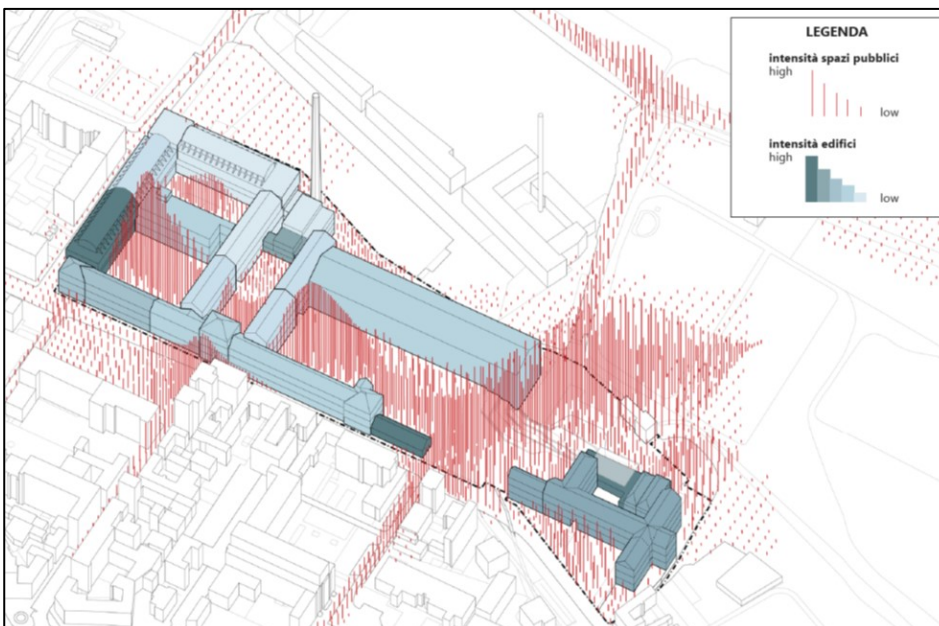 LEGENDA
intensità spazi pubblici
high
low
intensità edifici
high
low